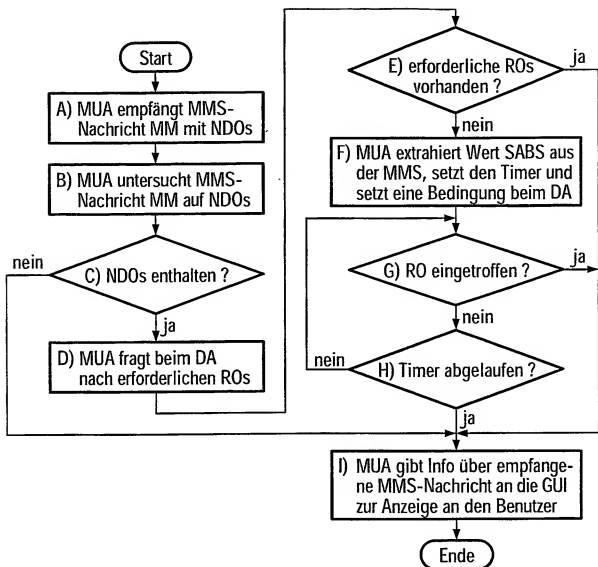 Start
A) MUA empfängt MMS-
Nachricht MM mit NDOs
B) MUA untersucht MMS-
Nachricht MM auf NDOs
nein
C) NDOs enthalten ?
ja
D) MUA fragt beim DA
nach erforderlichen ROs
E) erforderliche ROs
vorhanden ?
ja
nein
F) MUA extrahiert Wert SABS aus
der MMS, setzt den Timer und
setzt eine Bedingung beim DA
G) RO eingetroffen ?
ja
nein
nein
H) Timer abgelaufen ?
ja
I) MUA gibt Info über empfange-
ne MMS-Nachricht an die GUI
zur Anzeige an den Benutzer
Ende